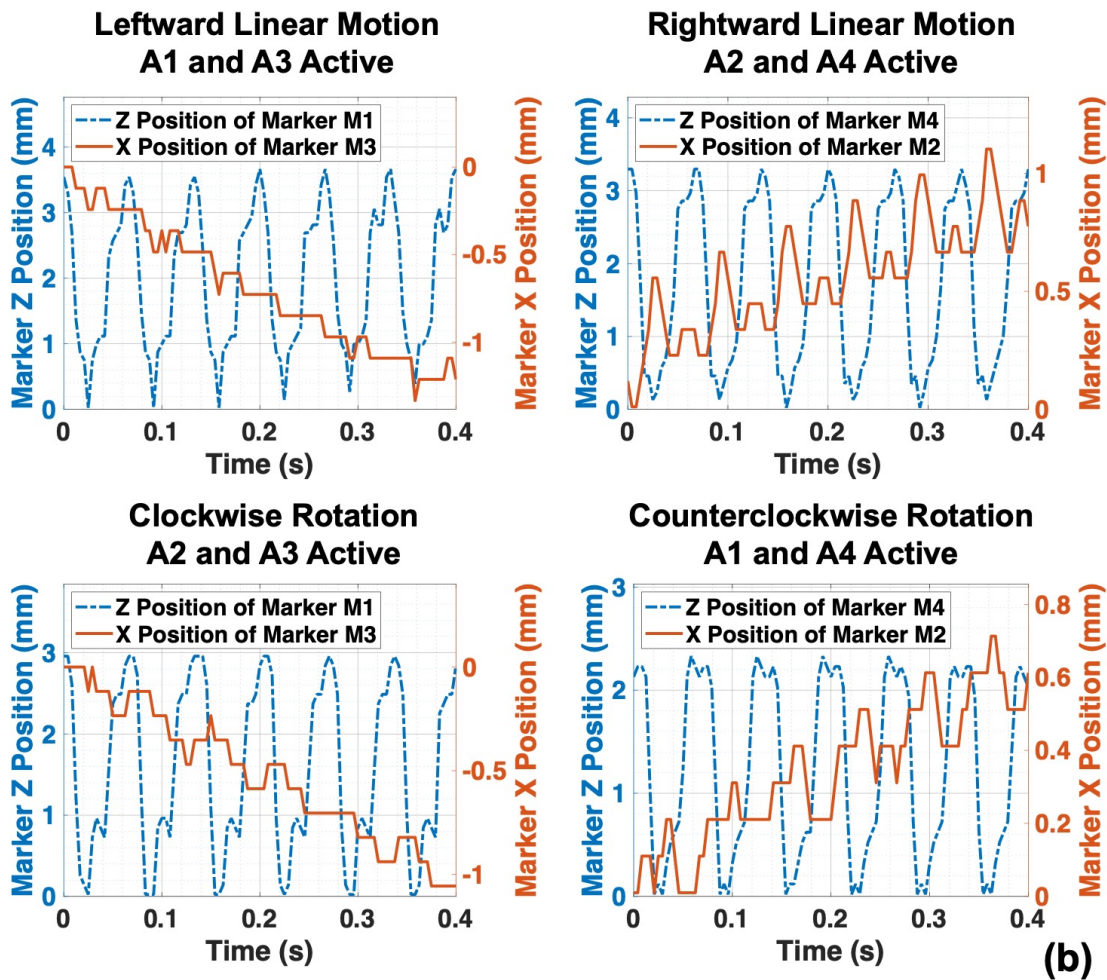 Leftward Linear Motion
A1 and A3 Active
Z Position of Marker M1
X Position of Marker M3
Marker Z Position (mm)
4
3
2
1
0
0
-0.5
-1
Marker X Position (mm)
0
0.1
0.2
0.3
0.4
Time (s)
Rightward Linear Motion
A2 and A4 Active
Z Position of Marker M4
X Position of Marker M2
Marker Z Position (mm)
4
3
2
1
0
1
0.5
0
Marker X Position (mm)
0
0.1
0.2
0.3
0.4
Time (s)
Clockwise Rotation
A2 and A3 Active
Z Position of Marker M1
X Position of Marker M3
Marker Z Position (mm)
3
2
1
0
0
-0.5
-1
Marker X Position (mm)
0
0.1
0.2
0.3
0.4
Time (s)
Counterclockwise Rotation
A1 and A4 Active
Z Position of Marker M4
X Position of Marker M2
Marker Z Position (mm)
3
2
1
0
0.8
0.6
0.4
0.2
0
Marker X Position (mm)
0
0.1
0.2
0.3
0.4
Time (s)
(b)